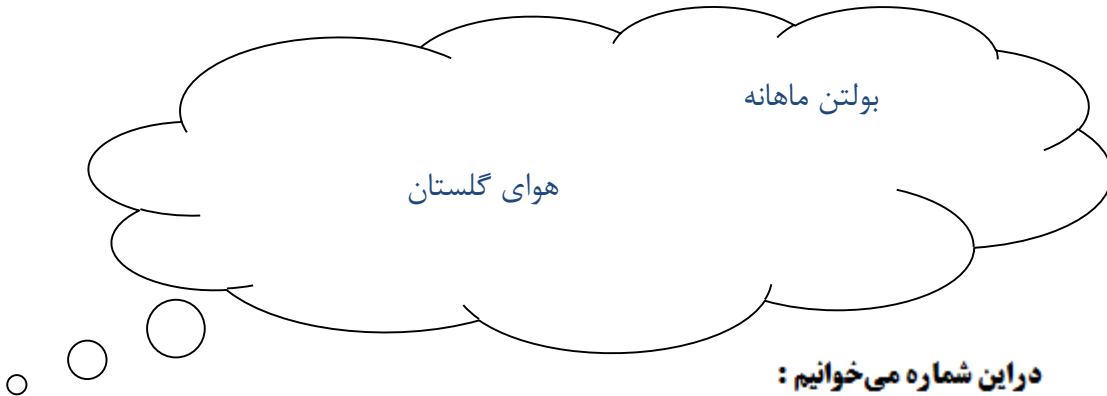 بولتن ماهانه
هوای گلستان
دراین شماره می‌خوانیم :